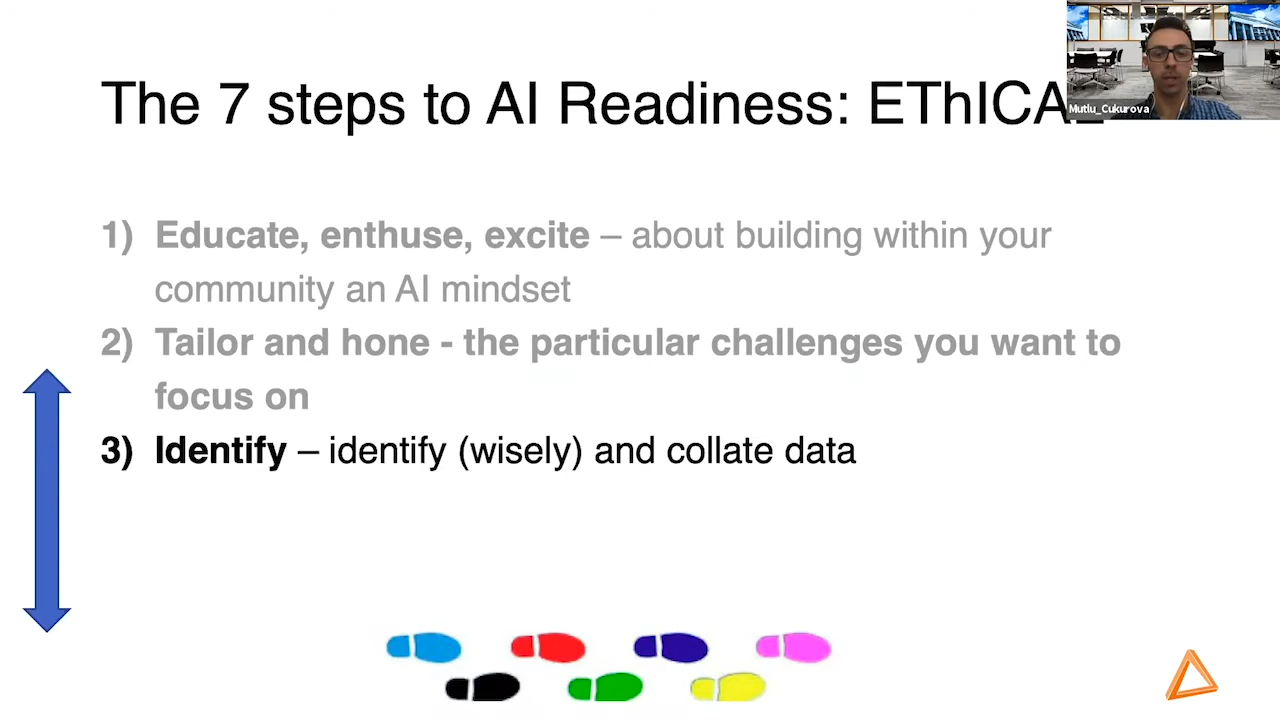 The 7 steps to AI Readiness: EThICAL
Mutlu_Cukurova
1) Educate, enthuse, excite – about building within your
community an AI mindset
2) Tailor and hone - the particular challenges you want to
focus on
3) Identify – identify (wisely) and collate data